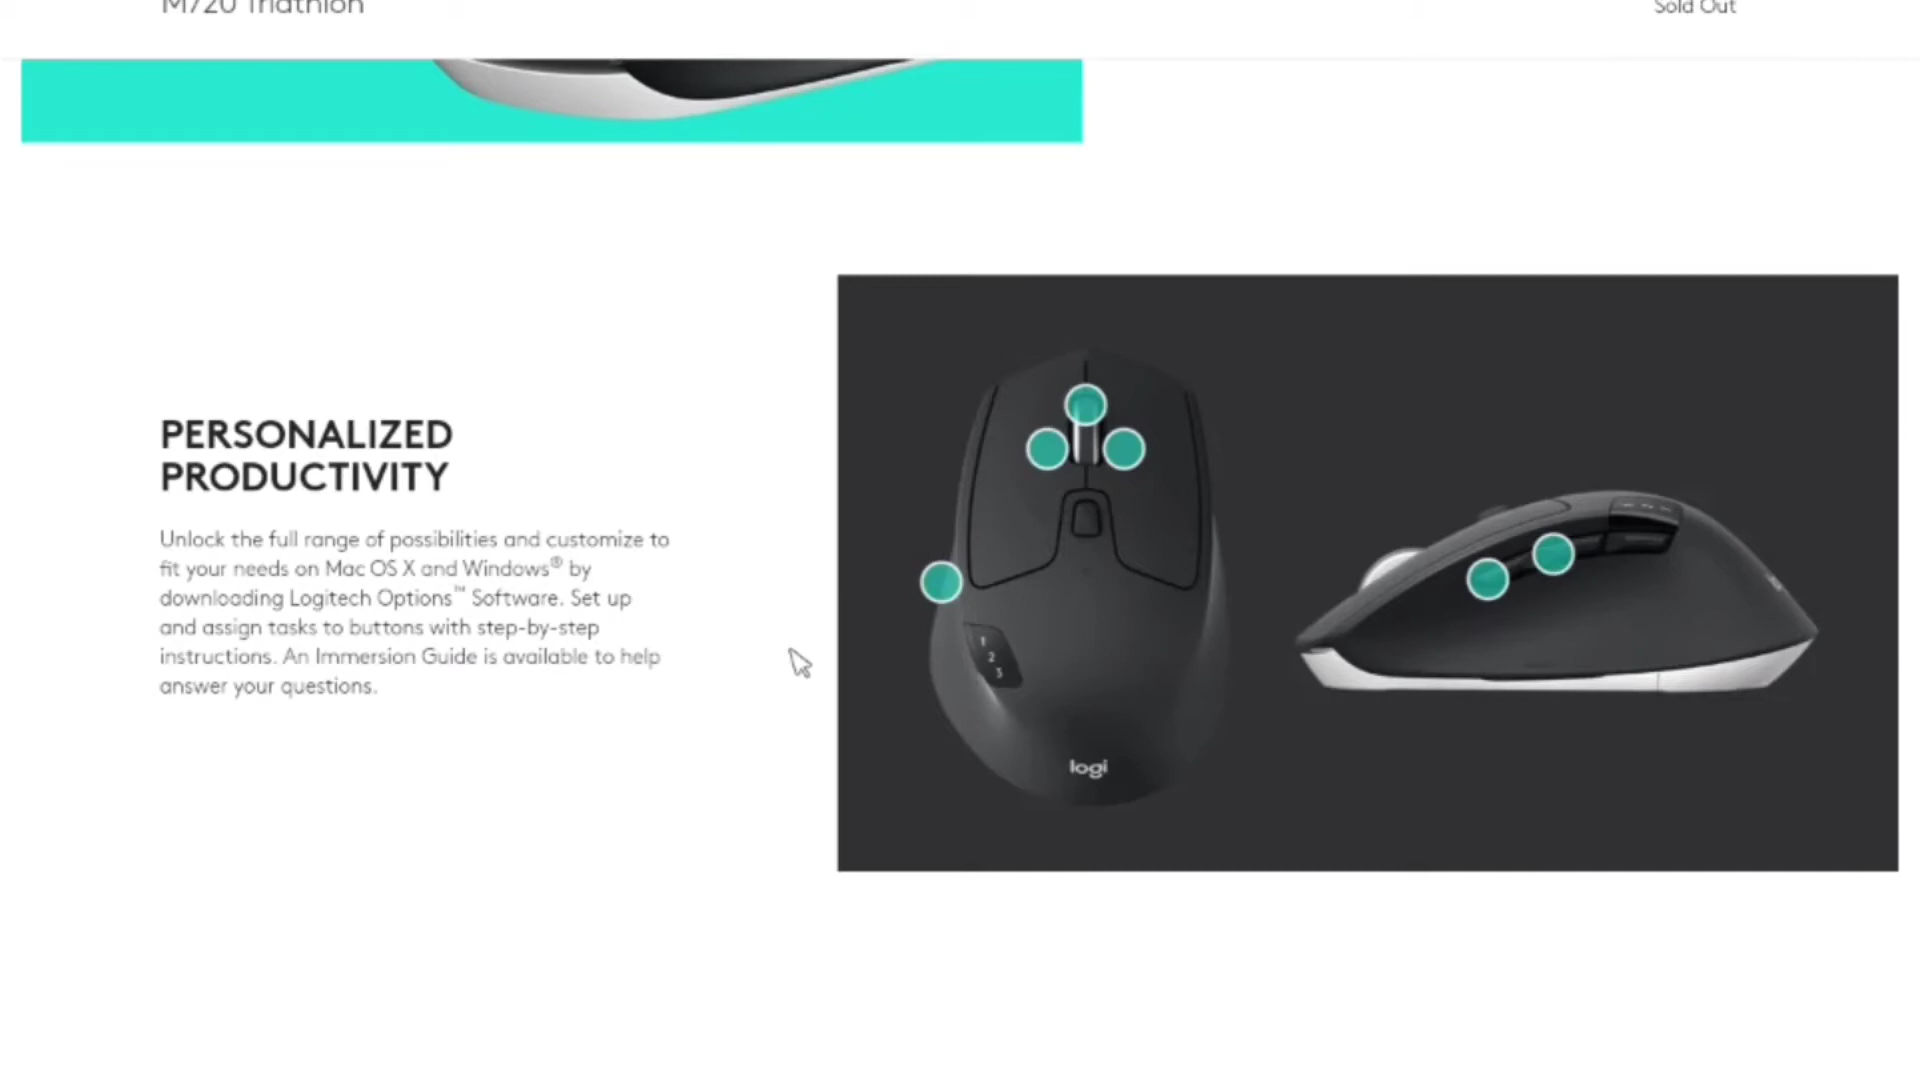 M720 Triathlon
Sold Out
PERSONALIZED
PRODUCTIVITY
Unlock the full range of possibilities and customize to
fit your needs on Mac OS X and Windows® by
downloading Logitech Options™ Software. Set up
and assign tasks to buttons with step-by-step
instructions. An Immersion Guide is available to help
answer your questions.
1
2
3
logi